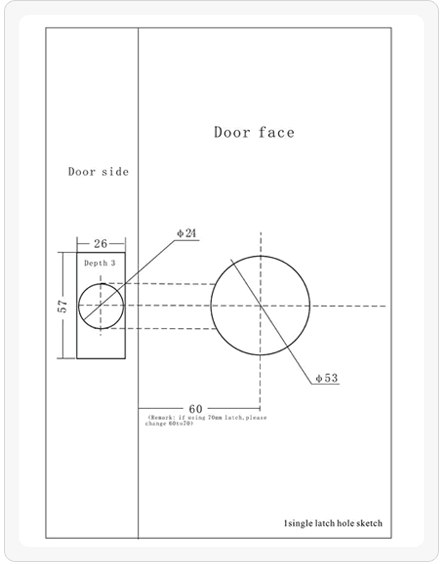 Door face
Door side
ϕ24
26
Depth 3
57
ϕ53
60
(Remark: if using 70mm latch,please
change 60to70)
1single latch hole sketch